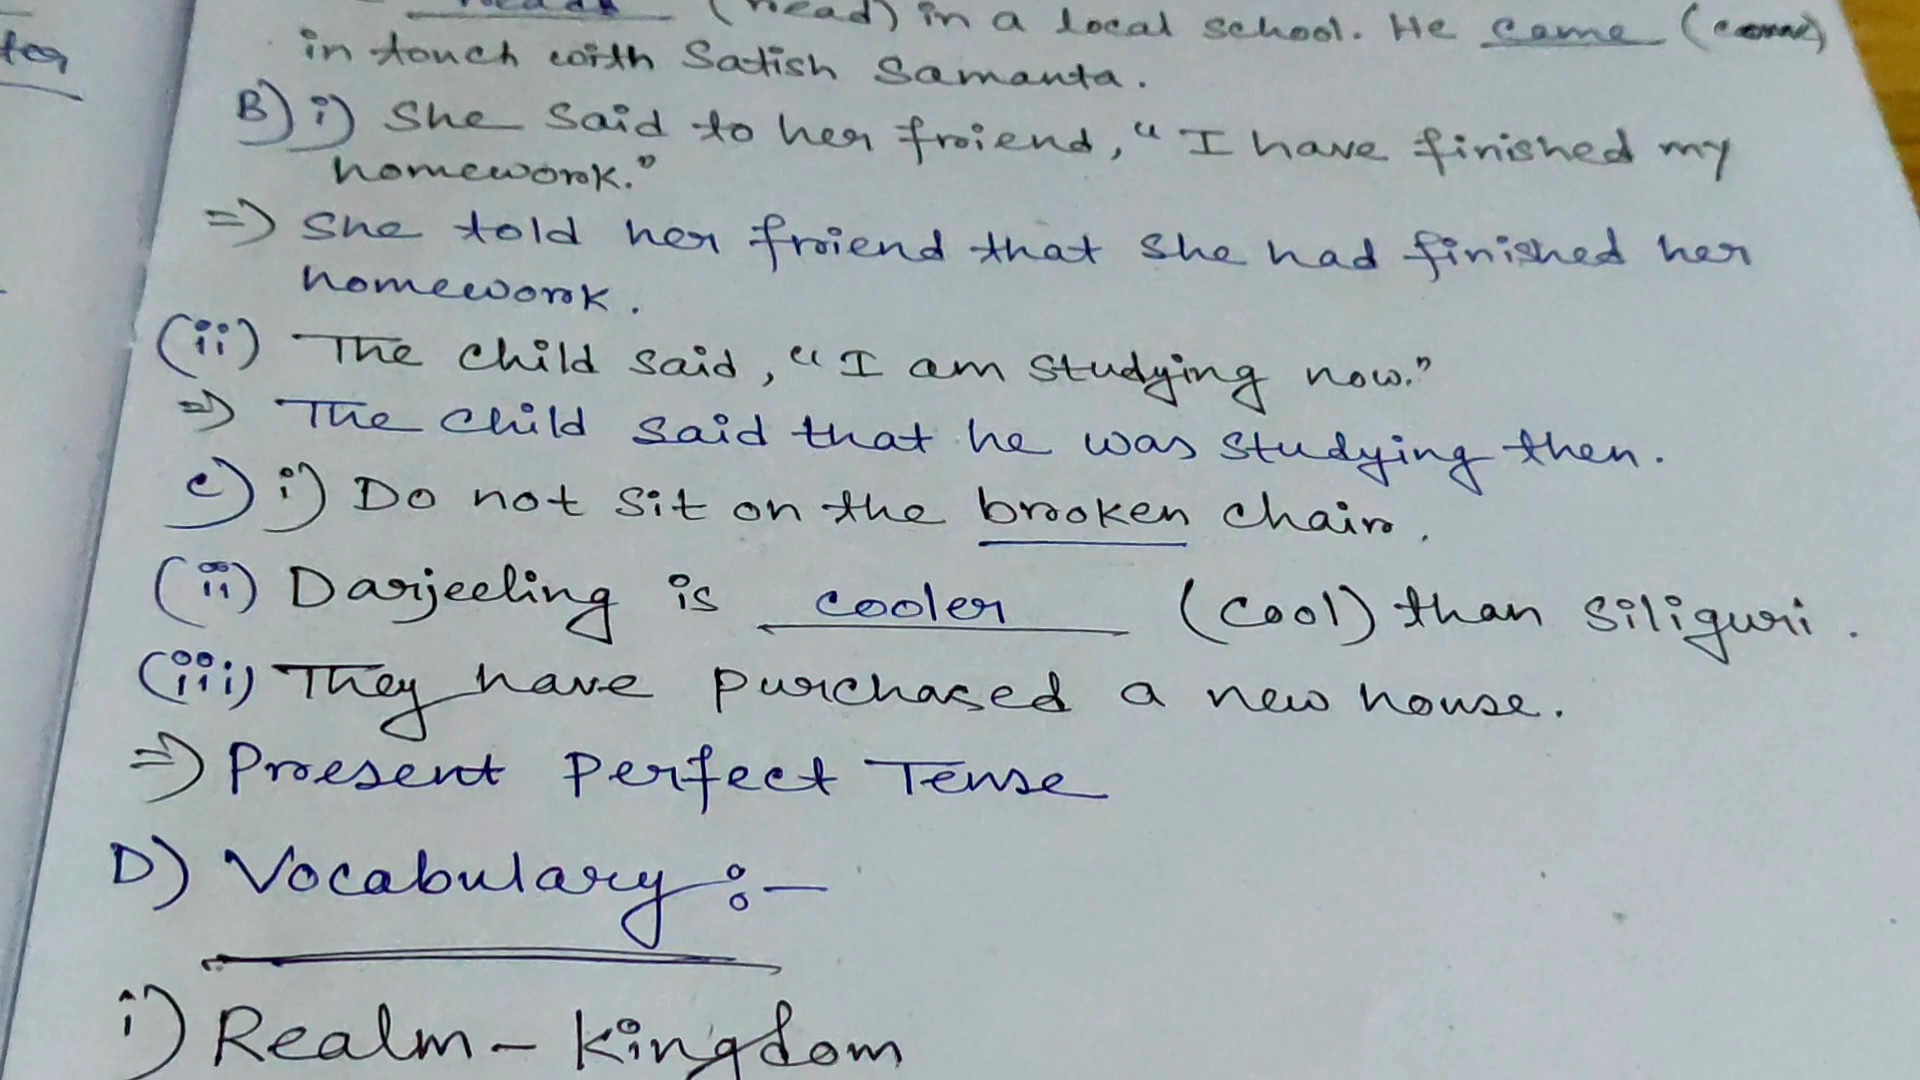 (read) in a local school. He came (come)
in touch with Satish Samanta.
ter
B) i) She said to her friend, "I have finished my
homework."
=> She told her friend that she had finished her
homework.
(ii) The child said, "I am studying now."
=> The child said that he was studying then.
c) i) Do not sit on the broken chair.
(ii) Darjeeling is cooler (cool) than siliguri.
(iii) They have purchased a new house.
=> Present Perfect Tense
D) Vocabulary :-
i) Realm - kingdom